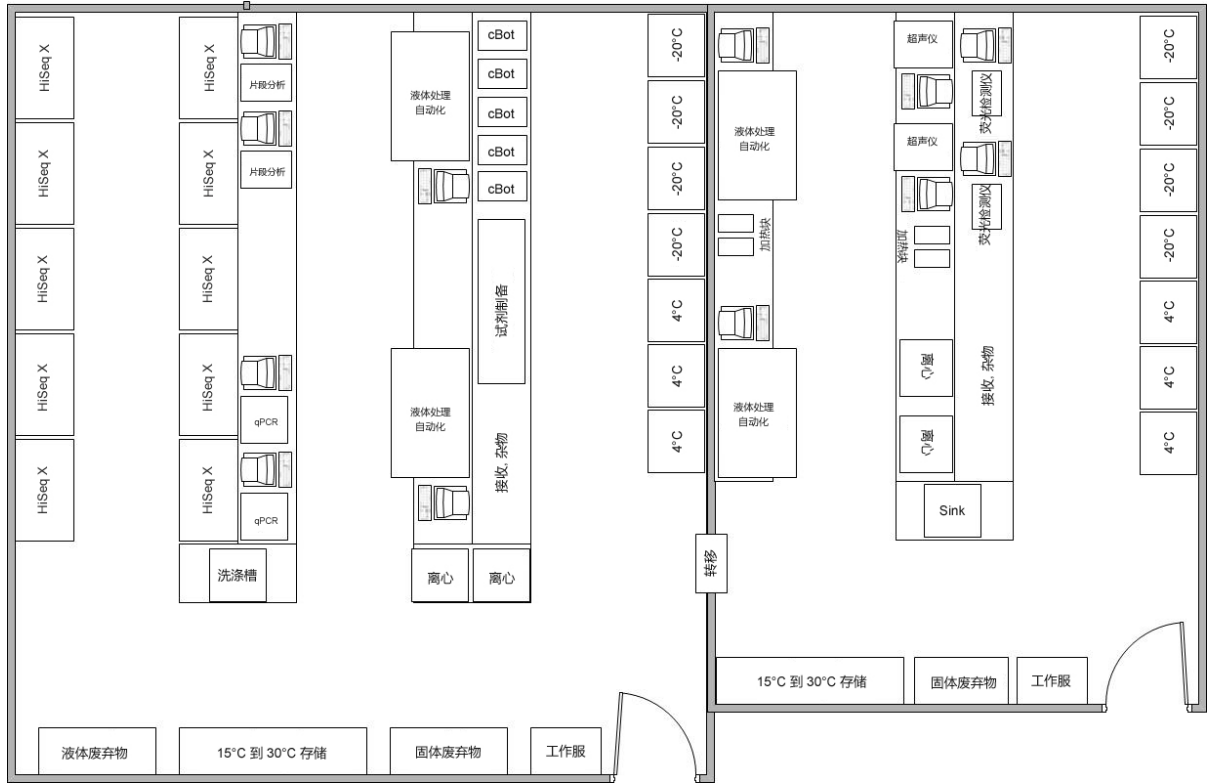 HiSeq X
HiSeq X
HiSeq X
HiSeq X
HiSeq X
HiSeq X
HiSeq X
HiSeq X
HiSeq X
HiSeq X
片段分析
片段分析
qPCR
qPCR
洗涤槽
液体处理
自动化
液体处理
自动化
cBot
cBot
cBot
cBot
cBot
试剂制备
接收, 杂物
离心
离心
-20°C
-20°C
-20°C
-20°C
4°C
4°C
4°C
液体废弃物
15°C 到 30°C 存储
固体废弃物
工作服
转移
液体处理
自动化
加热块
液体处理
自动化
超声仪
超声仪
荧光检测仪
荧光检测仪
加热块
离心
离心
接收, 杂物
Sink
-20°C
-20°C
-20°C
-20°C
4°C
4°C
4°C
15°C 到 30°C 存储
固体废弃物
工作服